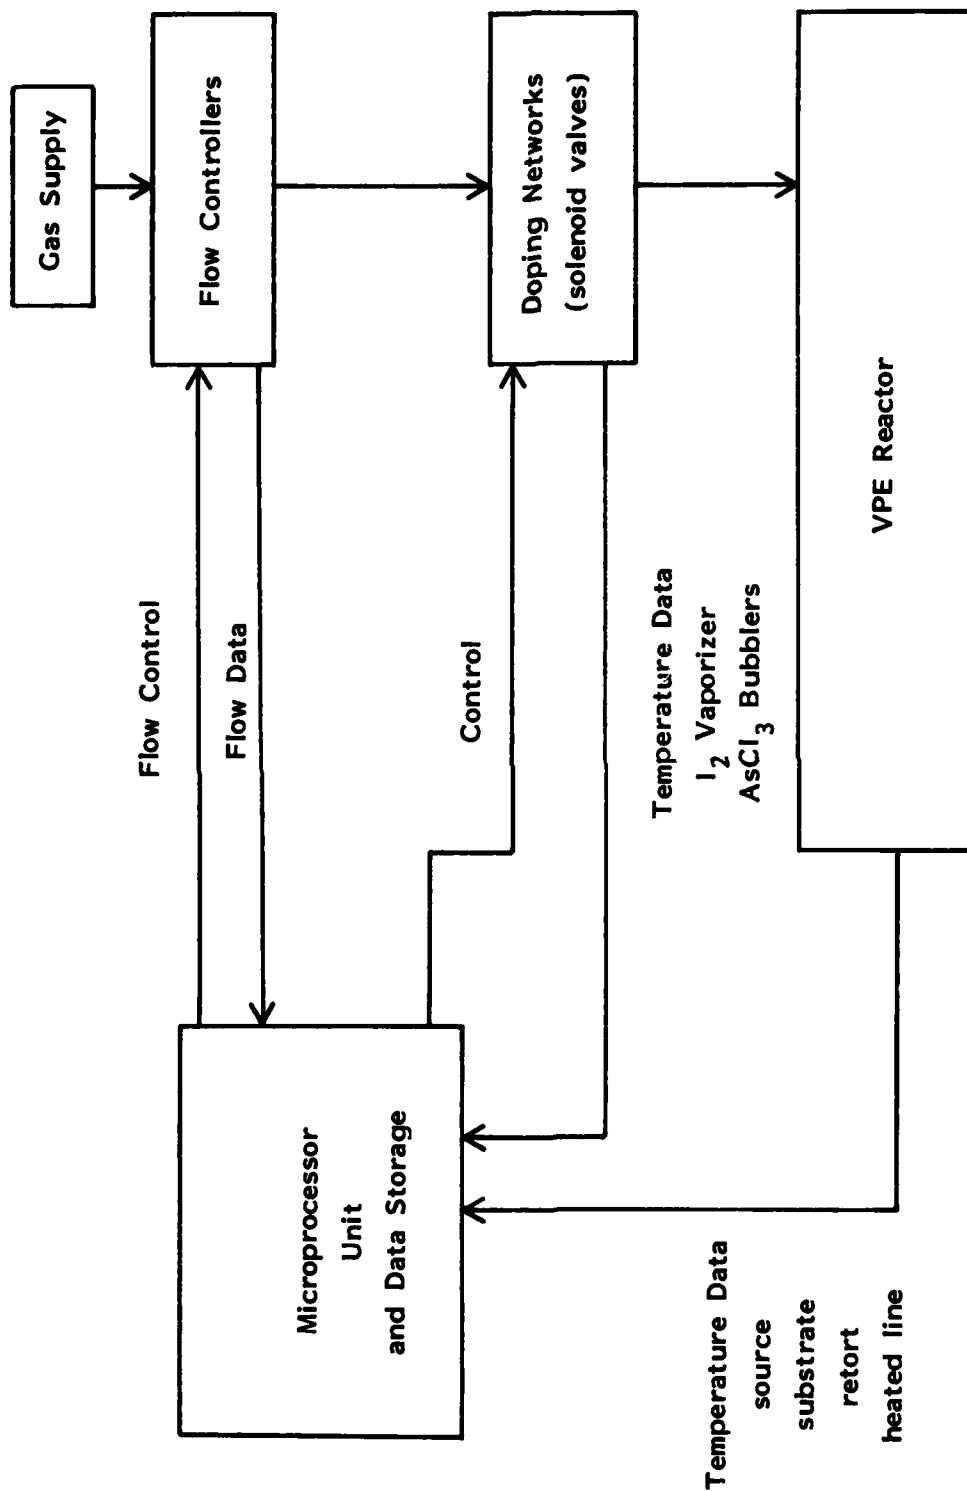 Gas Supply
Flow Controllers
Flow Control
Flow Data
Doping Networks
(solenoid valves)
Control
Microprocessor
Unit
and Data Storage
Temperature Data
I2 Vaporizer
AsCl3 Bubblers
VPE Reactor
Temperature Data
source
substrate
retort
heated line